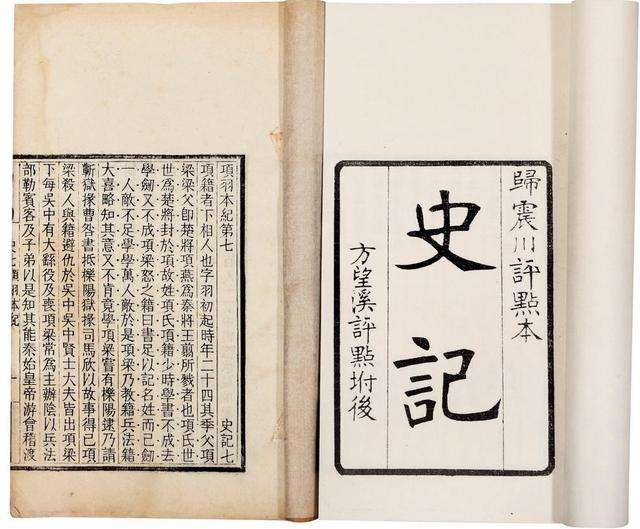 歸震川評點本
史記
方望溪評點坿後
項羽本紀第七 史記七
項籍者下相人也字羽初起時年二十四其季父項
梁梁父卽楚將項燕爲秦將王翦所戮者也項氏世
世爲楚將封於項故姓項氏項籍少時學書不成去
學劍又不成項梁怒之籍曰書足以記名姓而已劍
一人敵不足學學萬人敵於是項梁乃教籍兵法籍
大喜略知其意又不肯竟學項梁嘗有櫟陽逮乃請
蘄獄掾曹咎書抵櫟陽獄掾司馬欣以故事得已項
梁殺人與籍避仇於吳中吳中賢士大夫皆出項梁
下每吳中有大繇役及喪項梁常爲主辦陰以兵法
部勒賓客及子弟以是知其能秦始皇帝游會稽渡